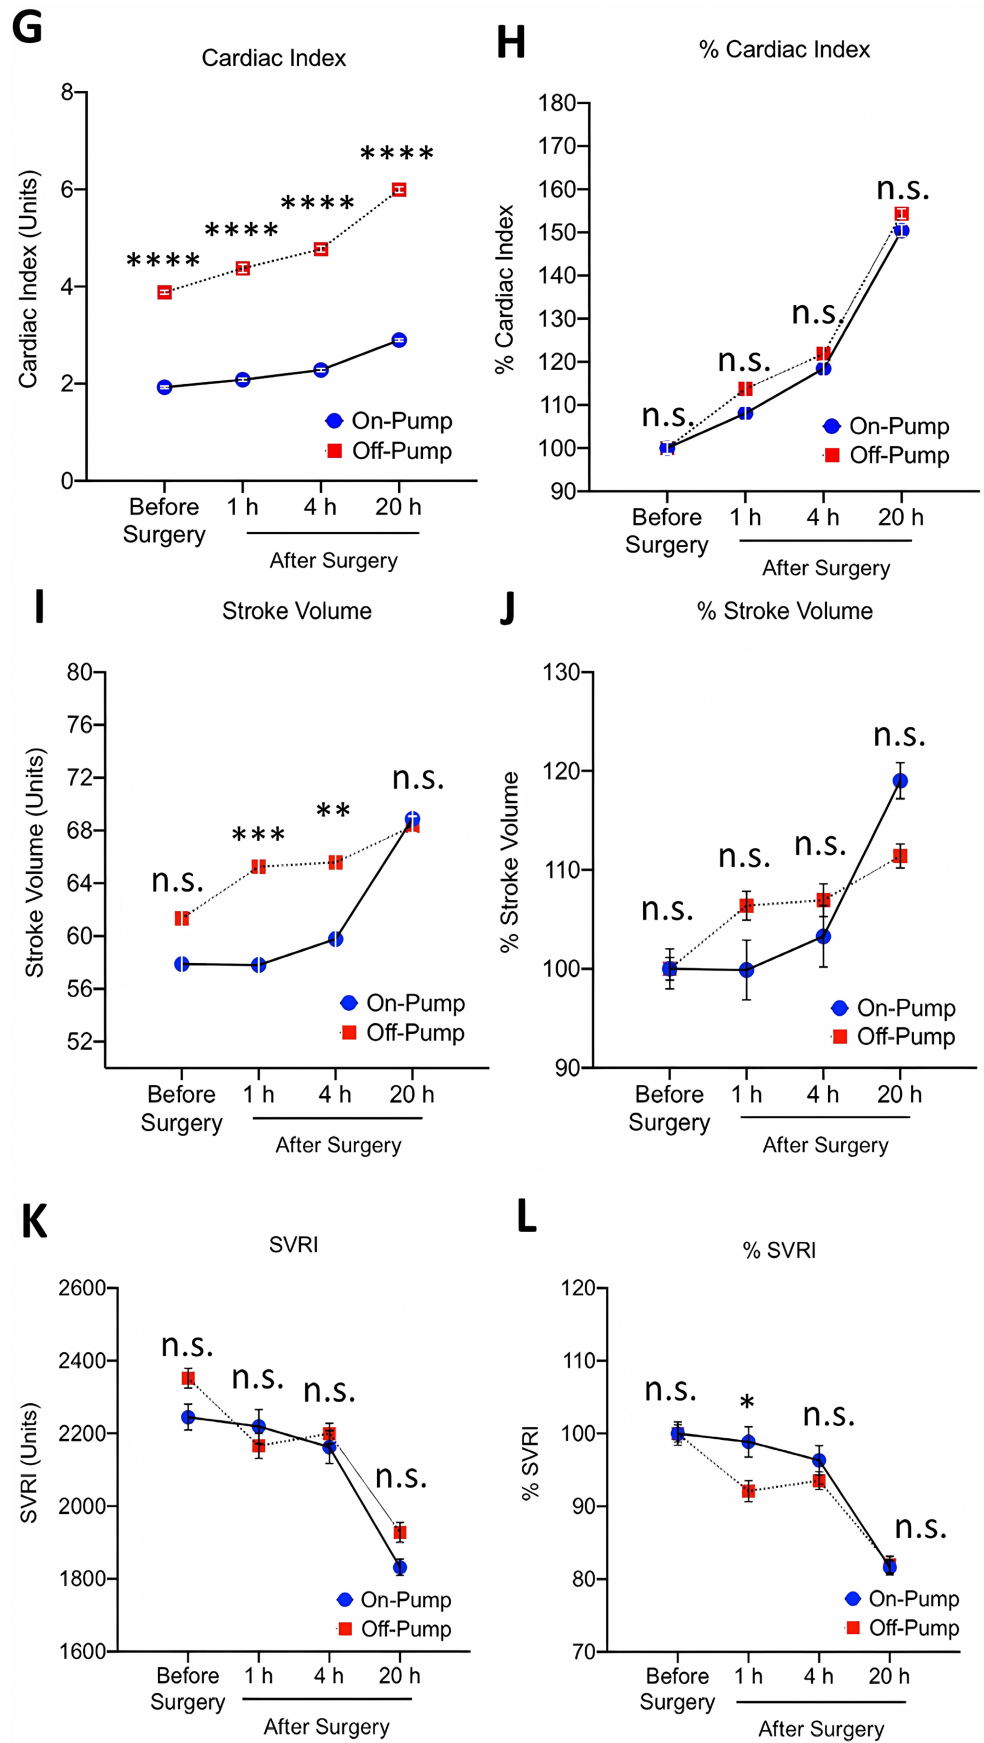 G
Cardiac Index
8
6
4
2
0
Cardiac Index (Units)
****
****
****
****
On-Pump
Off-Pump
Before
Surgery
1 h
4 h
20 h
After Surgery
H
% Cardiac Index
180
170
160
150
140
130
120
110
100
90
% Cardiac Index
n.s.
n.s.
n.s.
n.s.
On-Pump
Off-Pump
Before
Surgery
1 h
4 h
20 h
After Surgery
I
Stroke Volume
80
76
72
68
64
60
56
52
Stroke Volume (Units)
n.s.
***
**
n.s.
On-Pump
Off-Pump
Before
Surgery
1 h
4 h
20 h
After Surgery
J
% Stroke Volume
130
120
110
100
90
% Stroke Volume
n.s.
n.s.
n.s.
n.s.
On-Pump
Off-Pump
Before
Surgery
1 h
4 h
20 h
After Surgery
K
SVRI
2600
2400
2200
2000
1800
1600
SVRI (Units)
n.s.
n.s.
n.s.
n.s.
On-Pump
Off-Pump
Before
Surgery
1 h
4 h
20 h
After Surgery
L
% SVRI
120
110
100
90
80
70
% SVRI
n.s.
*
n.s.
n.s.
On-Pump
Off-Pump
Before
Surgery
1 h
4 h
20 h
After Surgery